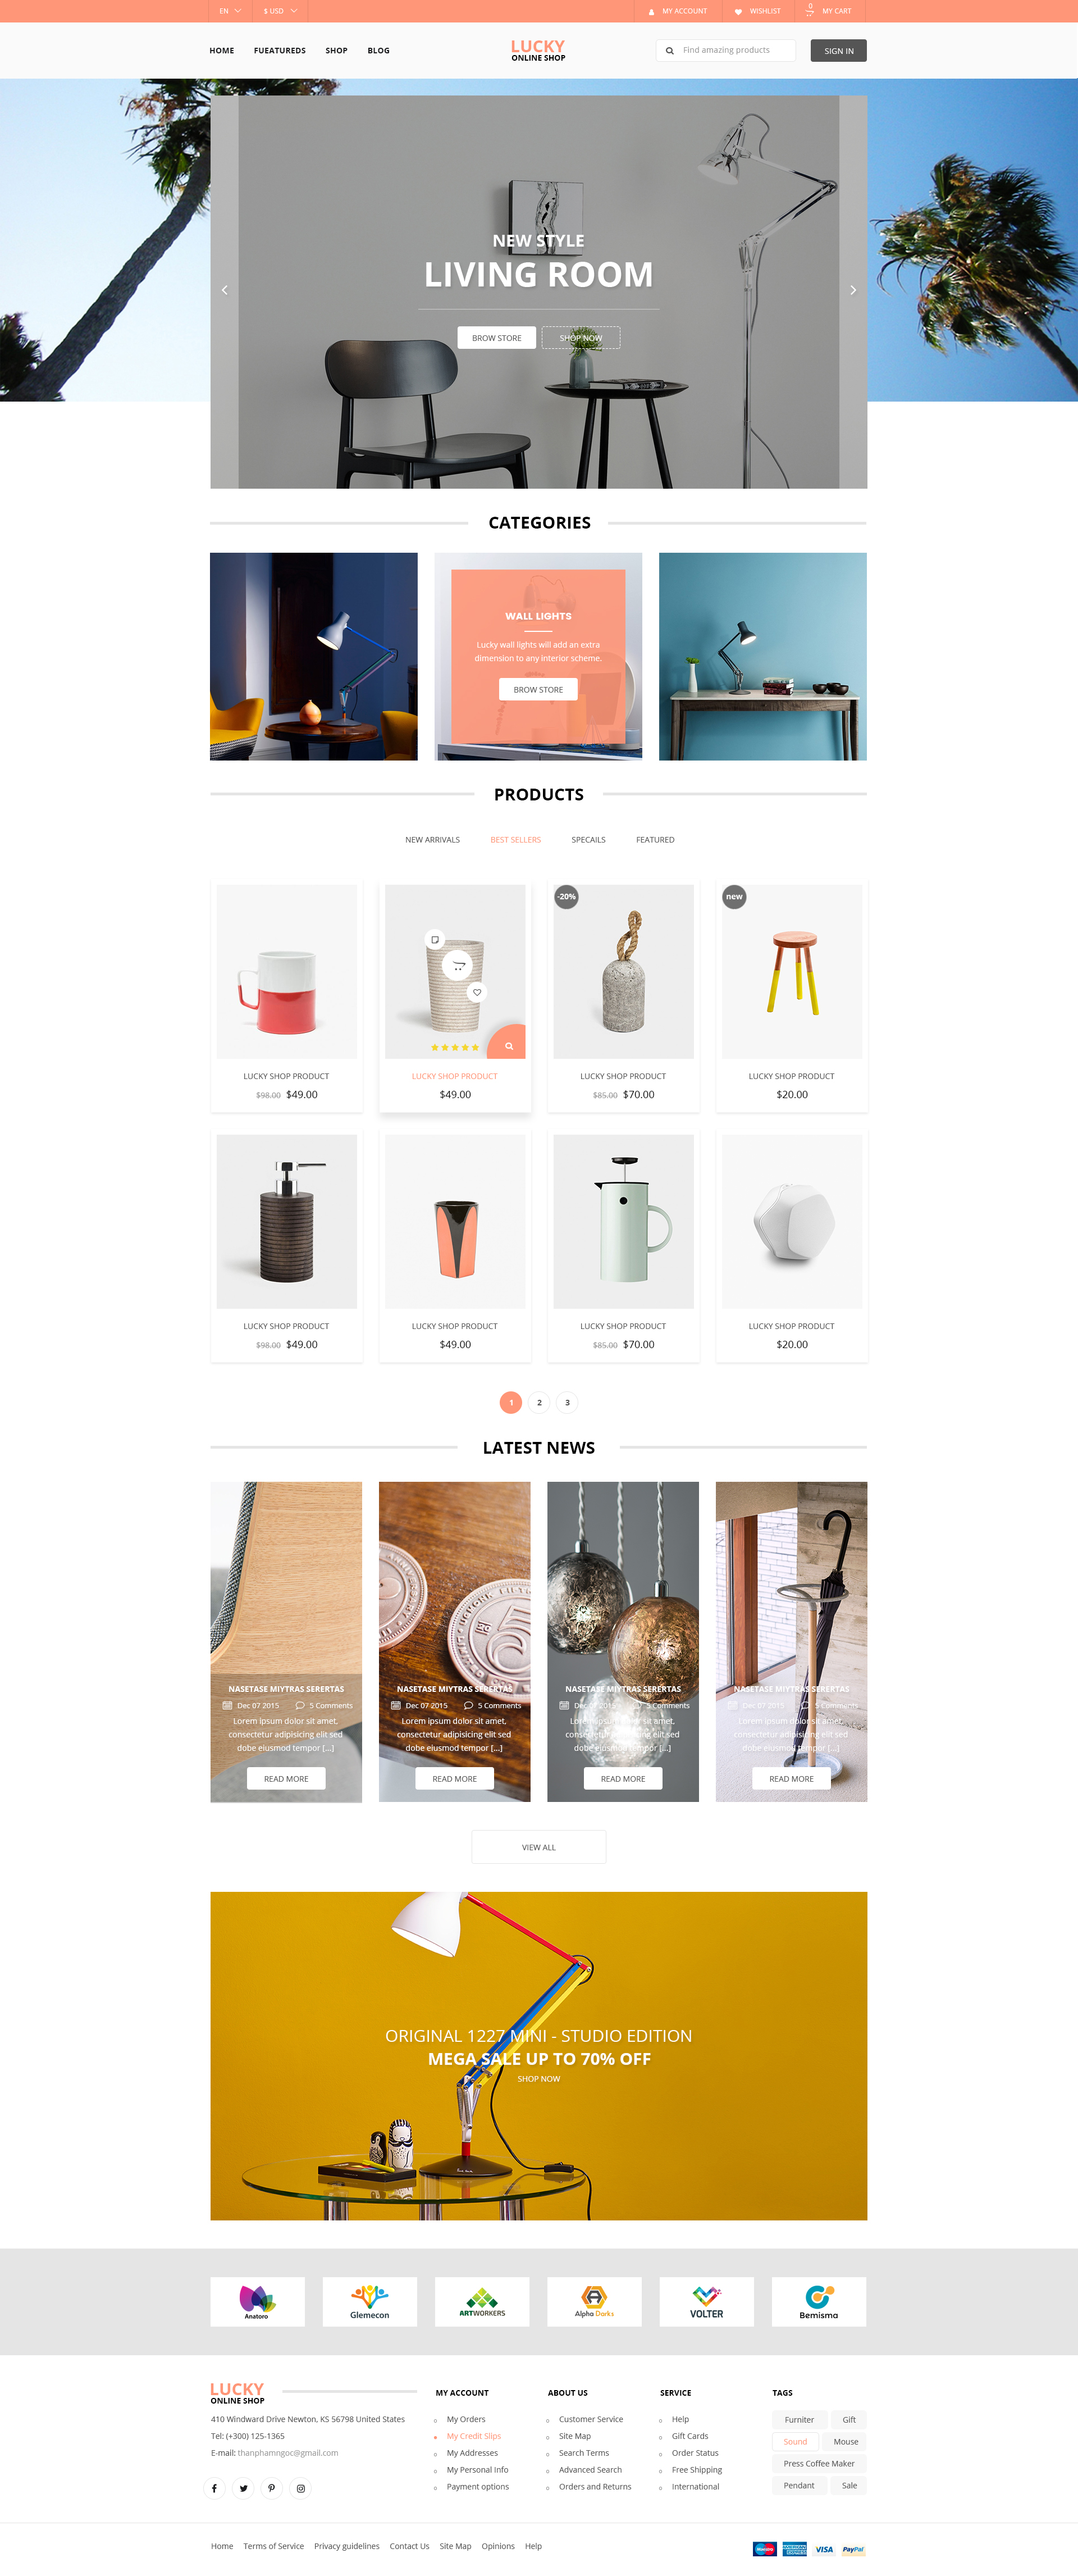 EN
$ USD
MY ACCOUNT
WISHLIST
0
MY CART
HOME
FUEATUREDS
SHOP
BLOG
LUCKY
ONLINE SHOP
Find amazing products
SIGN IN
NEW STYLE
LIVING ROOM
BROW STORE
SHOP NOW
CATEGORIES
WALL LIGHTS
Lucky wall lights will add an extra
dimension to any interior scheme.
BROW STORE
PRODUCTS
NEW ARRIVALS
BEST SELLERS
SPECAILS
FEATURED
-20%
new
LUCKY SHOP PRODUCT
$98.00 $49.00
LUCKY SHOP PRODUCT
$49.00
LUCKY SHOP PRODUCT
$85.00 $70.00
LUCKY SHOP PRODUCT
$20.00
LUCKY SHOP PRODUCT
$98.00 $49.00
LUCKY SHOP PRODUCT
$49.00
LUCKY SHOP PRODUCT
$85.00 $70.00
LUCKY SHOP PRODUCT
$20.00
1
2
3
LATEST NEWS
NASETASE MIYTRAS SERERTAS
Dec 07 2015
5 Comments
Lorem ipsum dolor sit amet,
consectetur adipisicing elit sed
dobe eiusmod tempor [...]
READ MORE
NASETASE MIYTRAS SERERTAS
Dec 07 2015
5 Comments
Lorem ipsum dolor sit amet,
consectetur adipisicing elit sed
dobe eiusmod tempor [...]
READ MORE
NASETASE MIYTRAS SERERTAS
Dec 07 2015
5 Comments
Lorem ipsum dolor sit amet,
consectetur adipisicing elit sed
dobe eiusmod tempor [...]
READ MORE
NASETASE MIYTRAS SERERTAS
Dec 07 2015
5 Comments
Lorem ipsum dolor sit amet,
consectetur adipisicing elit sed
dobe eiusmod tempor [...]
READ MORE
VIEW ALL
ORIGINAL 1227 MINI - STUDIO EDITION
MEGA SALE UP TO 70% OFF
SHOP NOW
Anatoro
Glemecon
ARTWORKERS
Alpha Darks
VOLTER
Bemisma
LUCKY
ONLINE SHOP
410 Windward Drive Newton, KS 56798 United States
Tel: (+000) 125-1365
E-mail: thanphamngoc@gmail.com
MY ACCOUNT
My Orders
My Credit Slips
My Addresses
My Personal Info
Payment options
ABOUT US
Customer Service
Site Map
Search Terms
Advanced Search
Orders and Returns
SERVICE
Help
Gift Cards
Order Status
Free Shipping
International
TAGS
Furniter
Gift
Sound
Mouse
Press Coffee Maker
Pendant
Sale
Home
Terms of Service
Privacy guidelines
Contact Us
Site Map
Opinions
Help
Maestro
VISA
PayPal